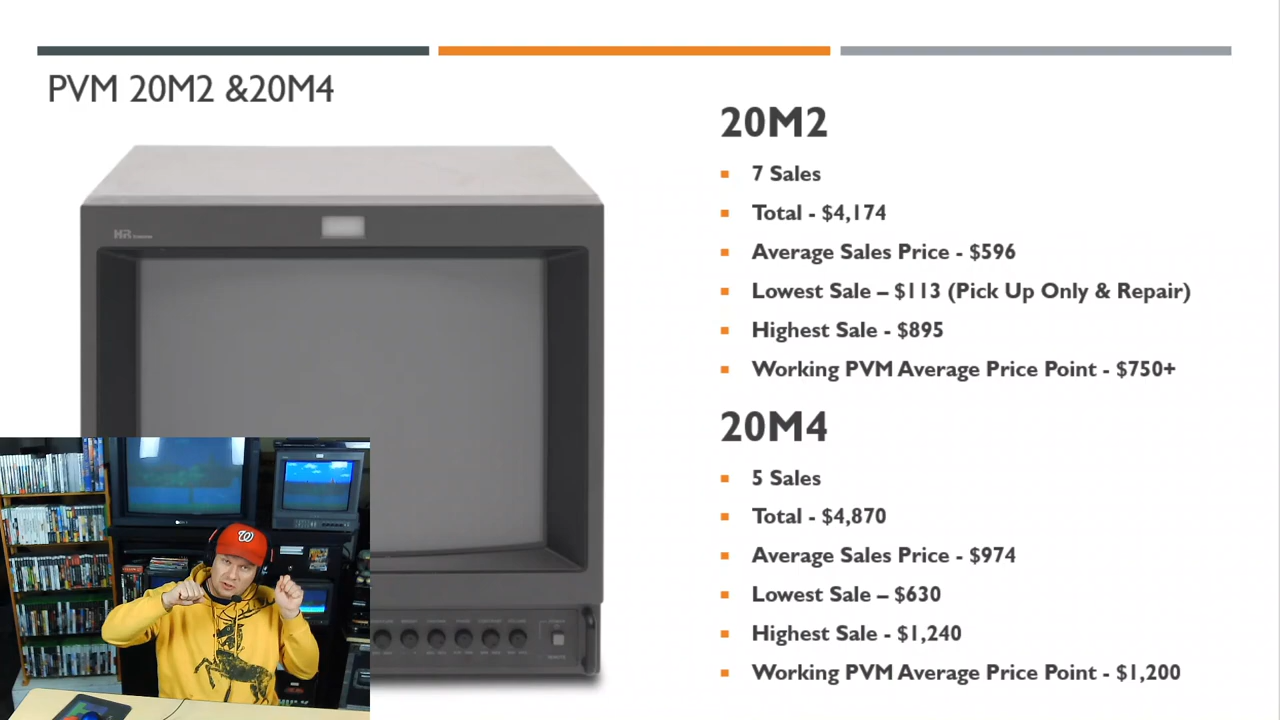 PVM 20M2 &20M4
20M2
7 Sales
Total - $4,174
Average Sales Price - $596
Lowest Sale – $113 (Pick Up Only & Repair)
Highest Sale - $895
Working PVM Average Price Point - $750+
20M4
5 Sales
Total - $4,870
Average Sales Price - $974
Lowest Sale – $630
Highest Sale - $1,240
Working PVM Average Price Point - $1,200
HR
W